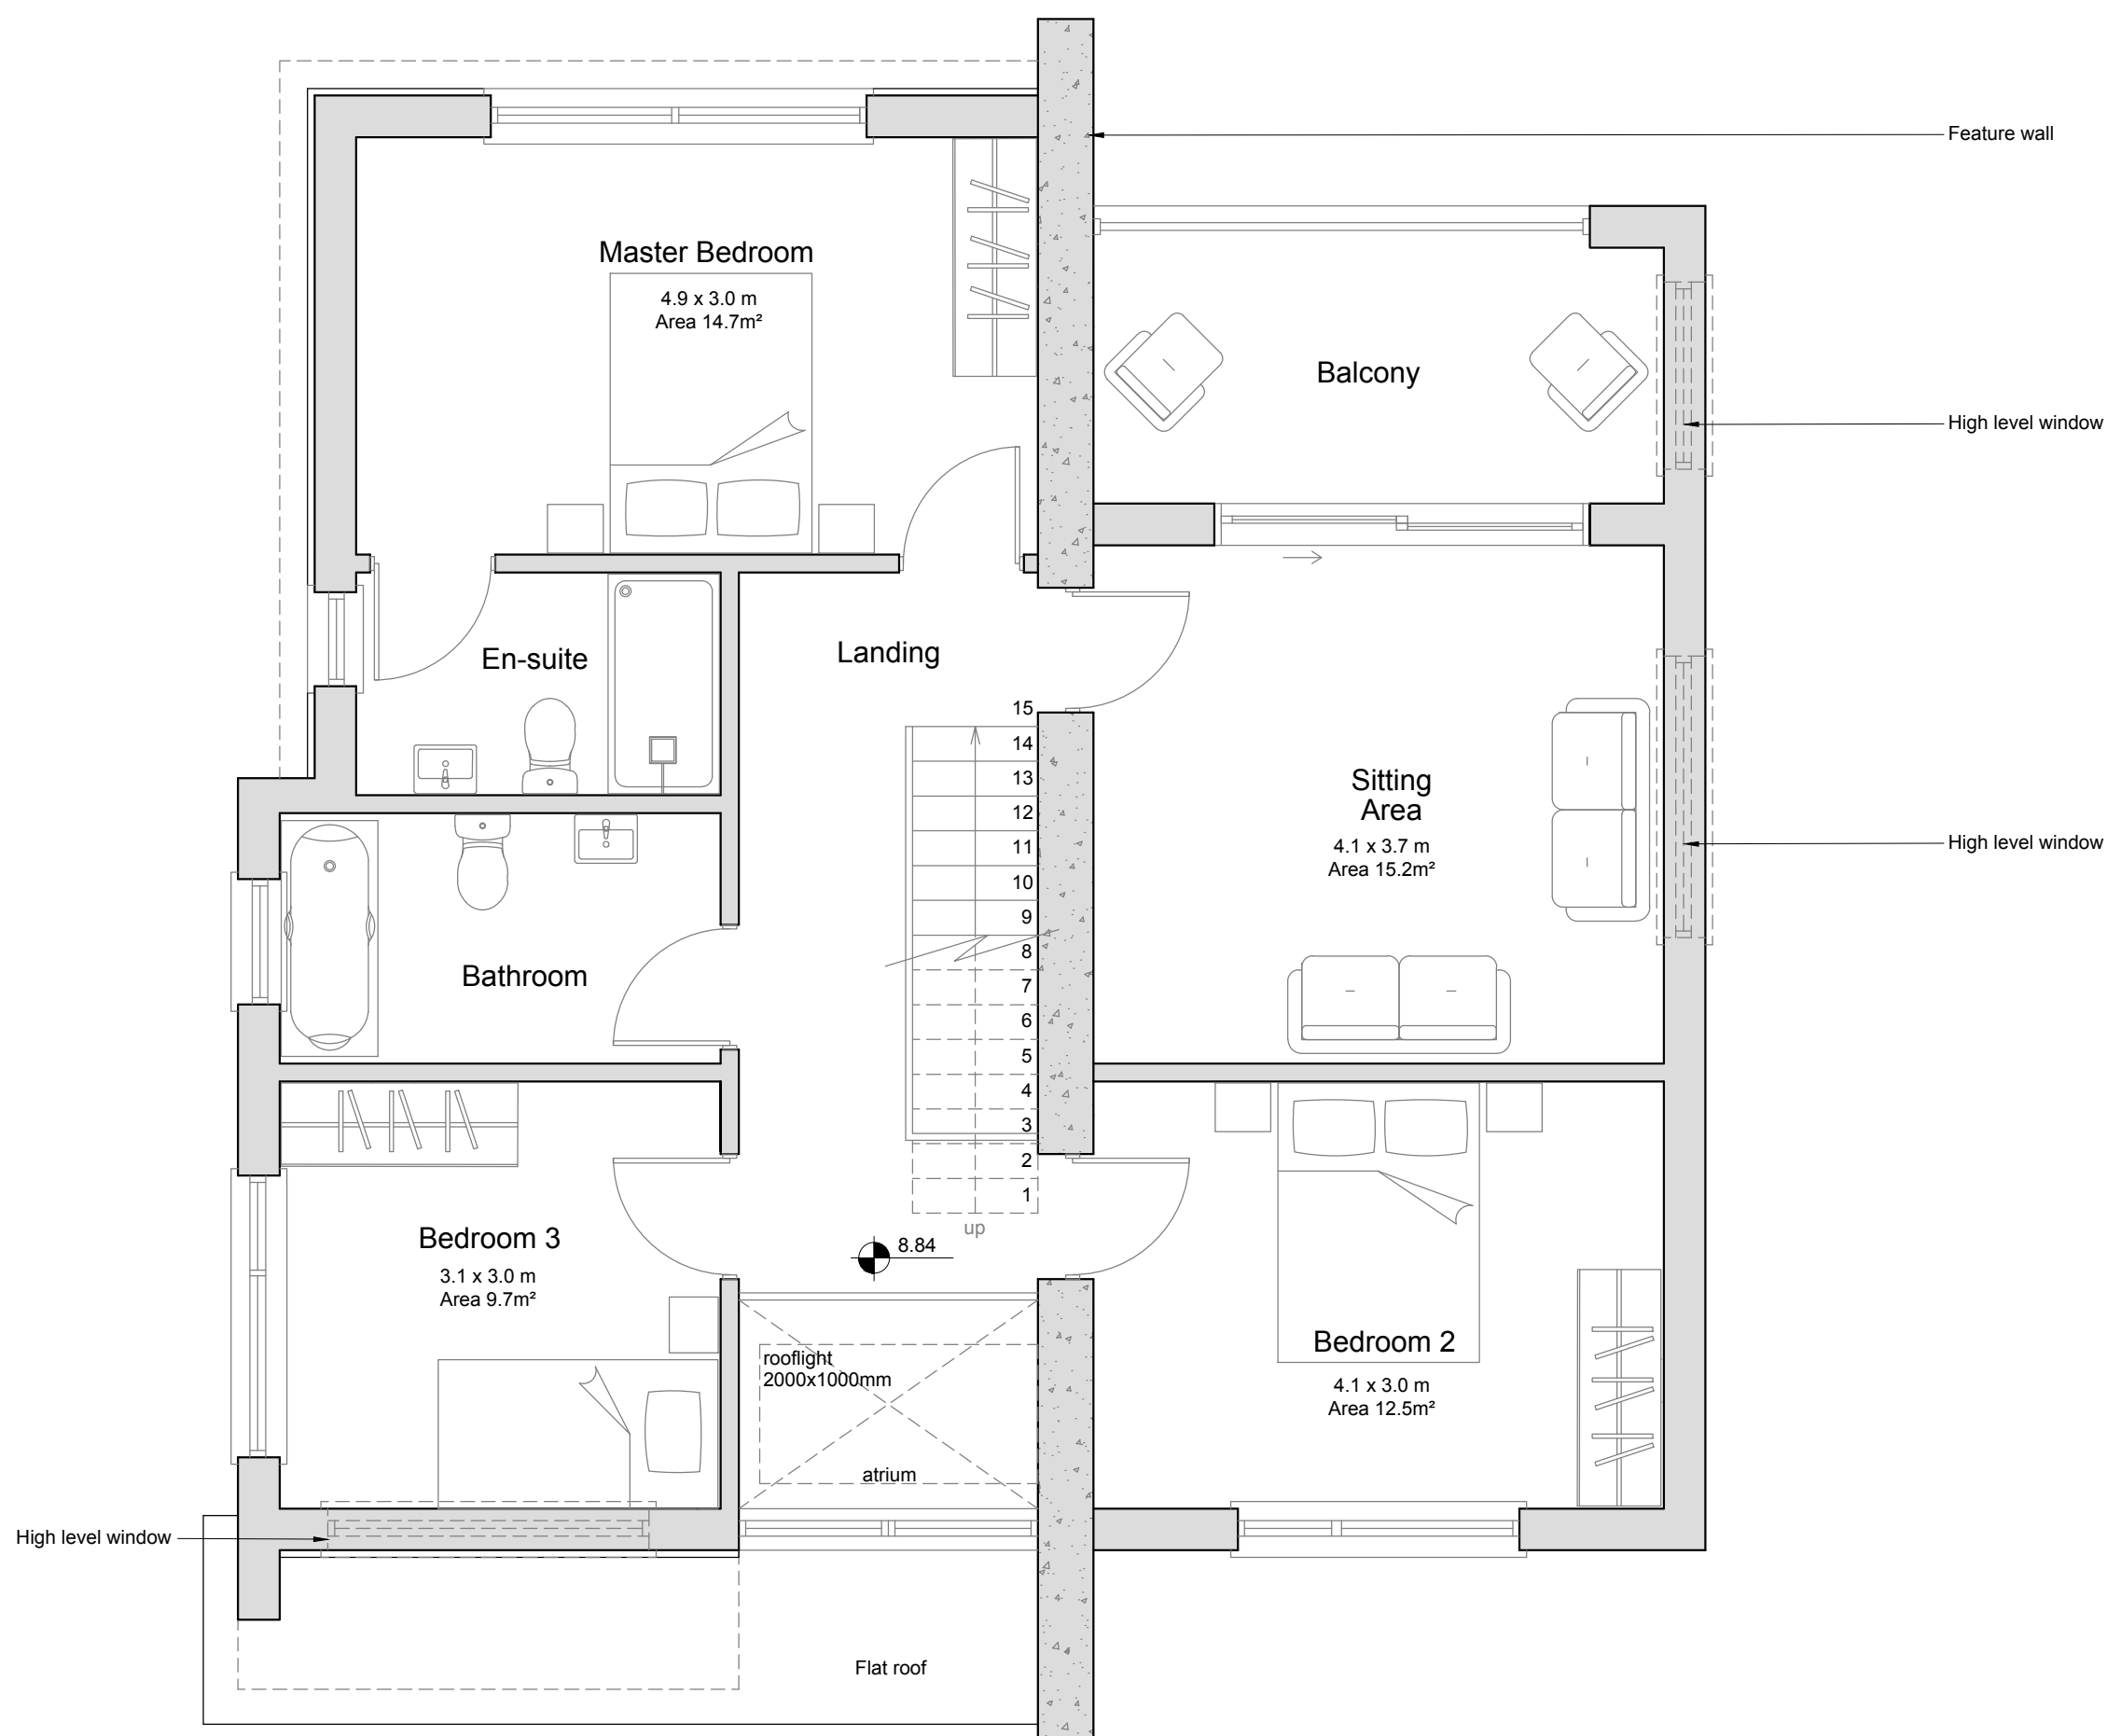 Feature wall
Master Bedroom
4.9 x 3.0 m
Area 14.7m²
Balcony
High level window
En-suite
Landing
15
14
13
12
11
10
9
8
7
6
5
4
3
2
1
up
Sitting
Area
4.1 x 3.7 m
Area 15.2m²
High level window
Bathroom
Bedroom 3
3.1 x 3.0 m
Area 9.7m²
8.84
rooflight
2000x1000mm
atrium
Bedroom 2
4.1 x 3.0 m
Area 12.5m²
High level window
Flat roof